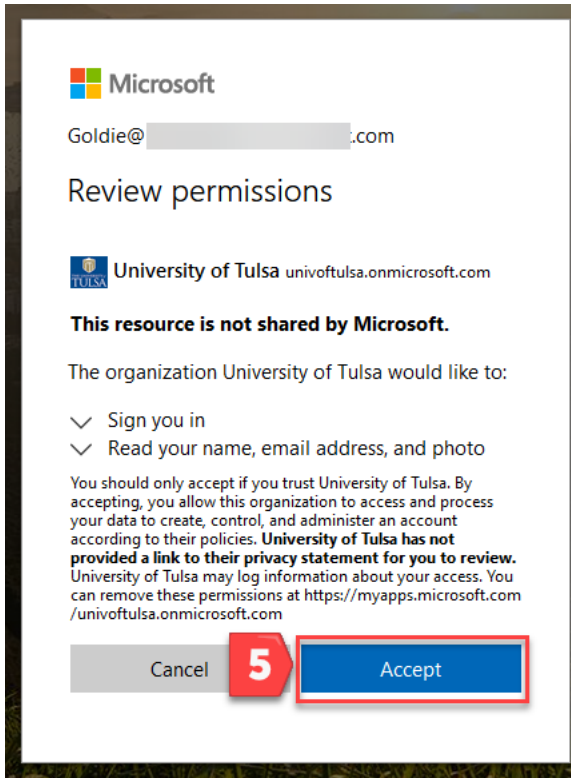 Microsoft
Goldie@ .com
Review permissions
TULSA
University of Tulsa univoftulsa.onmicrosoft.com
This resource is not shared by Microsoft.
The organization University of Tulsa would like to:
Sign you in
Read your name, email address, and photo
You should only accept if you trust University of Tulsa. By
accepting, you allow this organization to access and process
your data to create, control, and administer an account
according to their policies. University of Tulsa has not
provided a link to their privacy statement for you to review.
University of Tulsa may log information about your access. You
can remove these permissions at https://myapps.microsoft.com
/univoftulsa.onmicrosoft.com
Cancel 5 Accept